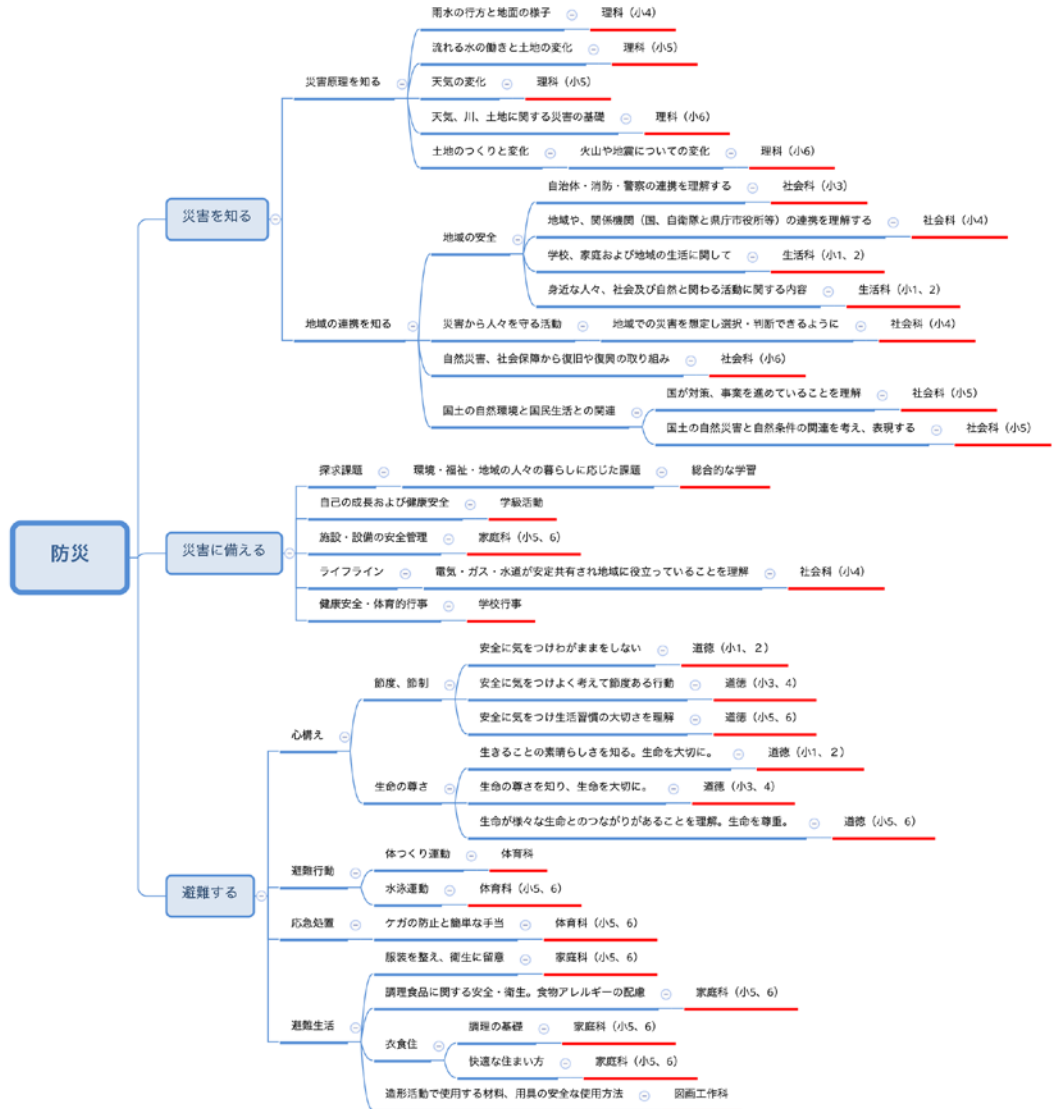 防災
災害を知る
災害原理を知る
雨水の行方と地面の様子 理科（小4）
流れる水の働きと土地の変化 理科（小5）
天気の変化 理科（小5）
天気、川、土地に関する災害の基礎 理科（小6）
土地のつくりと変化 火山や地震についての変化 理科（小6）
地域の連携を知る
地域の安全
自治体・消防・警察の連携を理解する 社会科（小3）
地域や、関係機関（国、自衛隊と県庁市役所等）の連携を理解する 社会科（小4）
学校、家庭および地域の生活に関して 生活科（小1、2）
身近な人々、社会及び自然と関わる活動に関する内容 生活科（小1、2）
災害から人々を守る活動 地域での災害を想定し選択・判断できるように 社会科（小4）
自然災害、社会保障から復旧や復興の取り組み 社会科（小6）
国土の自然環境と国民生活との関連
国が対策、事業を進めていることを理解 社会科（小5）
国土の自然災害と自然条件の関連を考え、表現する 社会科（小5）
災害に備える
探求課題 環境・福祉・地域の人々の暮らしに応じた課題 総合的な学習
自己の成長および健康安全 学級活動
施設・設備の安全管理 家庭科（小5、6）
ライフライン 電気・ガス・水道が安定共有され地域に役立っていることを理解 社会科（小4）
健康安全・体育的行事 学校行事
避難する
心構え
節度、節制
安全に気をつけわがままをしない 道徳（小1、２）
安全に気をつけよく考えて節度ある行動 道徳（小3、4）
安全に気をつけ生活習慣の大切さを理解 道徳（小5、6）
生命の尊さ
生きることの素晴らしさを知る。生命を大切に。 道徳（小1、２）
生命の尊さを知り、生命を大切に。 道徳（小3、4）
生命が様々な生命とのつながりがあることを理解。生命を尊重。 道徳（小5、6）
避難行動
体つくり運動 体育科
水泳運動 体育科（小5、6）
応急処置 ケガの防止と簡単な手当 体育科（小5、6）
避難生活
服装を整え、衛生に留意 家庭科（小5、6）
調理食品に関する安全・衛生。食物アレルギーの配慮 家庭科（小5、6）
衣食住
調理の基礎 家庭科（小5、6）
快適な住まい方 家庭科（小5、6）
造形活動で使用する材料、用具の安全な使用方法 図画工作科